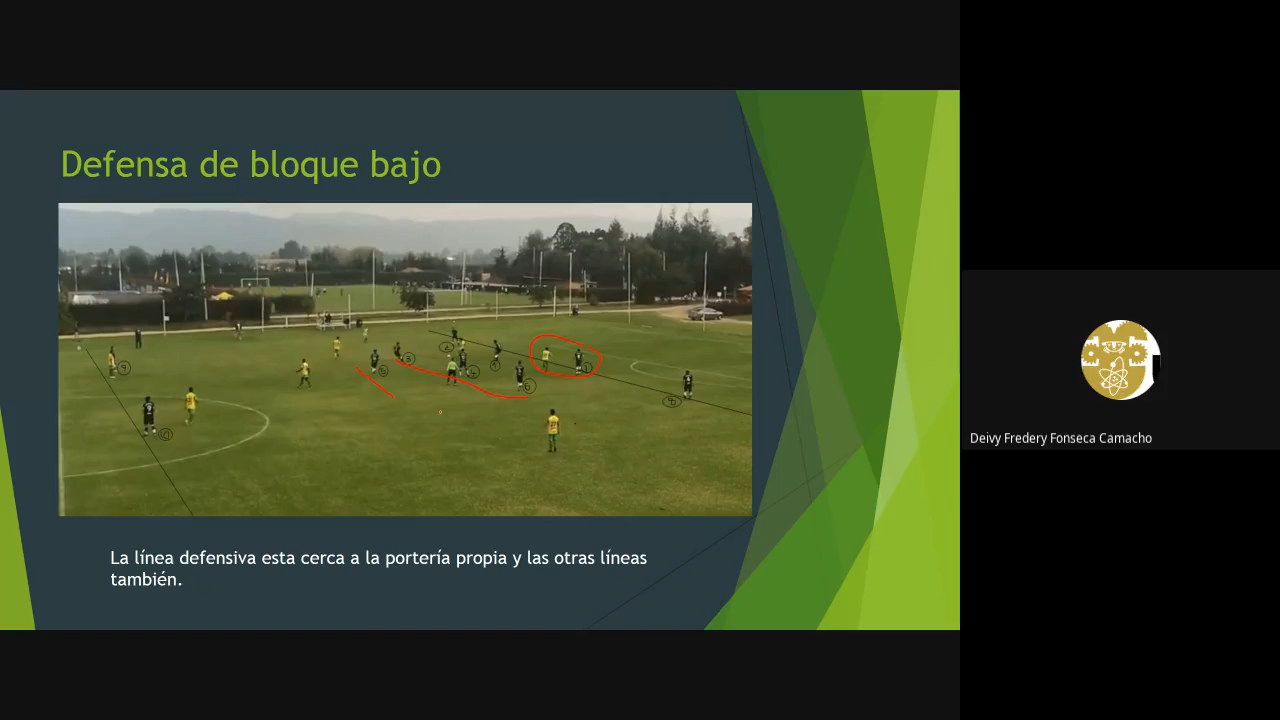 Defensa de bloque bajo
La línea defensiva esta cerca a la portería propia y las otras líneas
también.
Deivy Fredery Fonseca Camacho